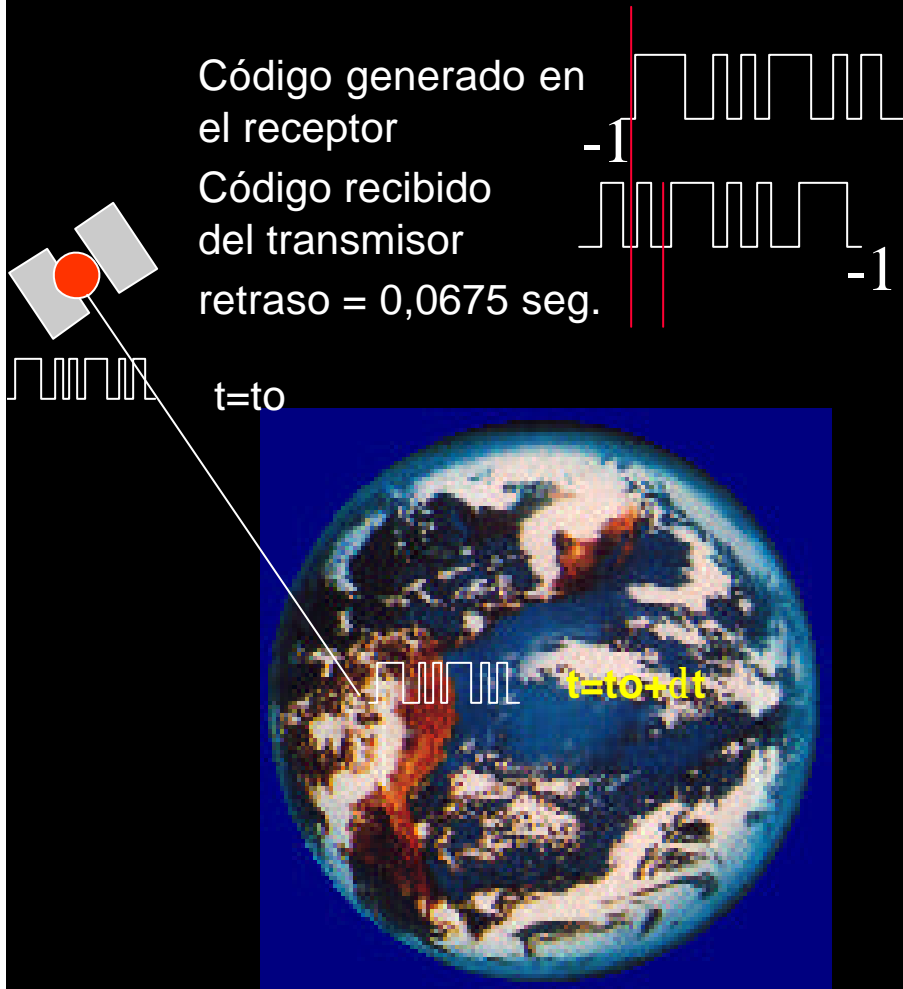 Código generado en
el receptor
-1
Código recibido
del transmisor
-1
retraso = 0,0675 seg.
t=to
t=to+dt